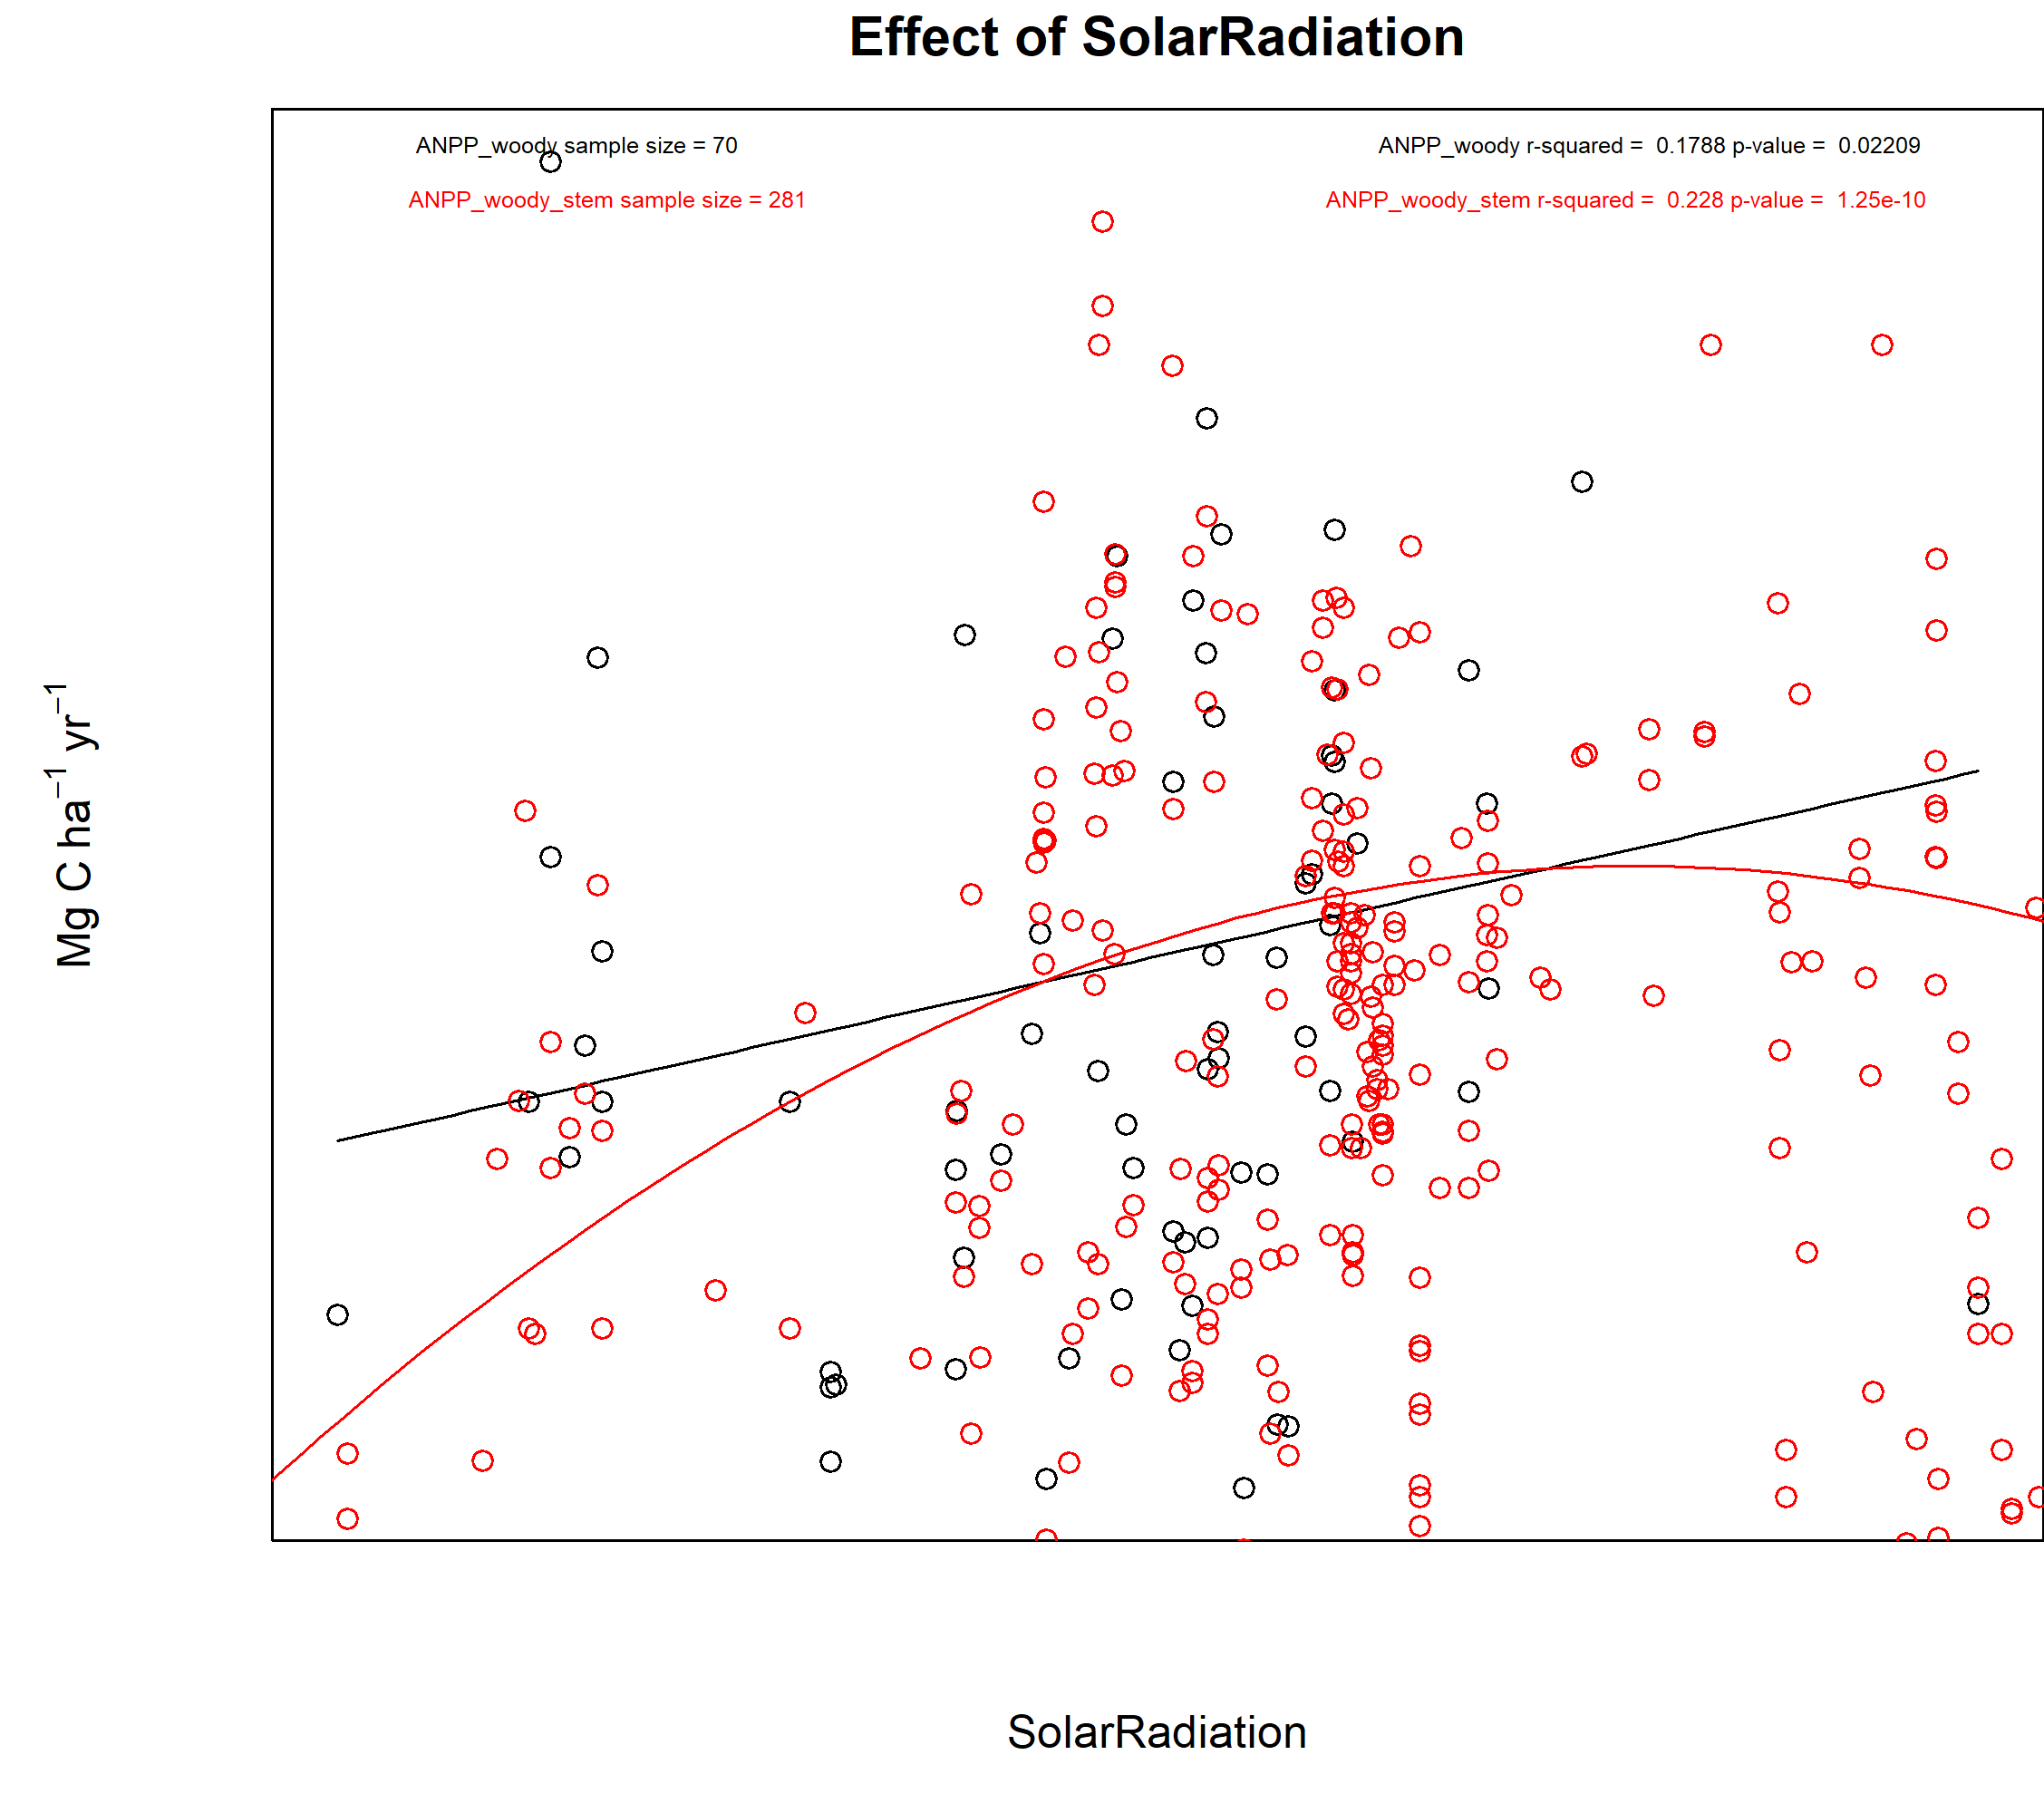 Effect of SolarRadiation
ANPP_woody sample size = 70
ANPP_woody r-squared =  0.1788 p-value =  0.02209
ANPP_woody_stem sample size = 281
ANPP_woody_stem r-squared =  0.228 p-value =  1.25e-10
Mg C ha⁻¹ yr⁻¹
SolarRadiation